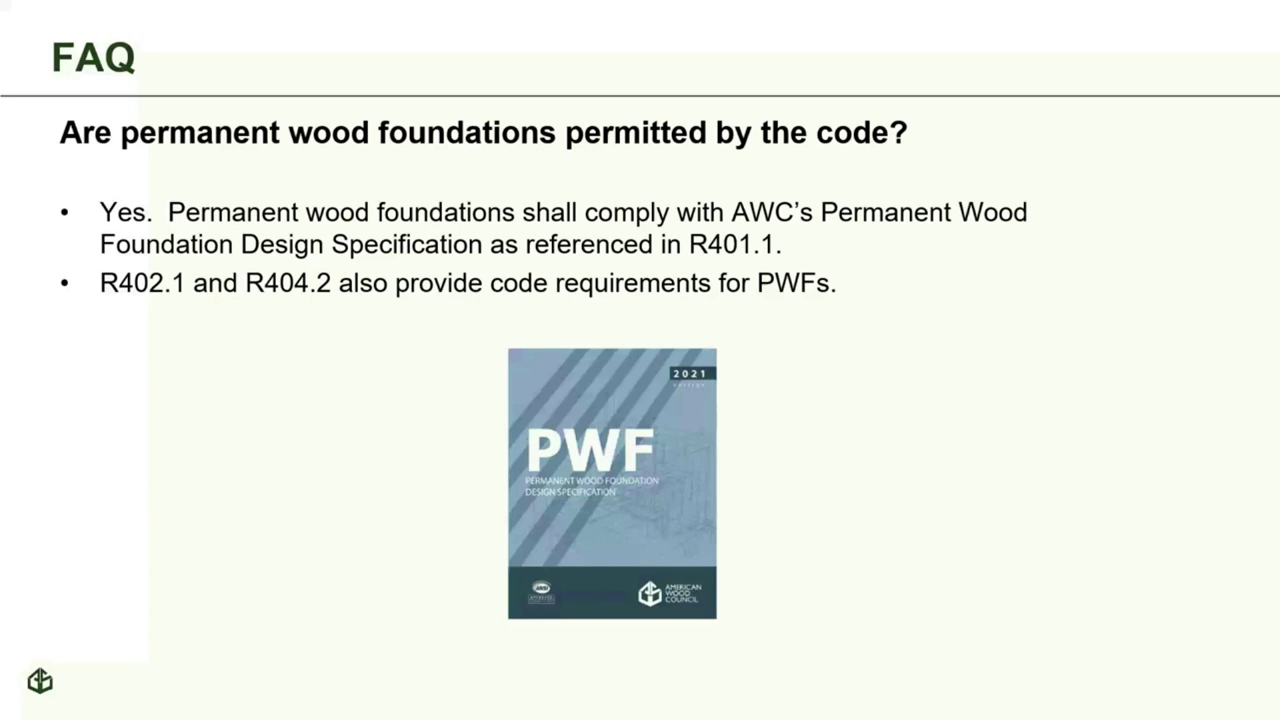 FAQ
Are permanent wood foundations permitted by the code?
• Yes.  Permanent wood foundations shall comply with AWC’s Permanent Wood
Foundation Design Specification as referenced in R401.1.
• R402.1 and R404.2 also provide code requirements for PWFs.
2021
EDITION
PWF
PERMANENT WOOD FOUNDATION
DESIGN SPECIFICATION
ANSI
AMERICAN
WOOD
COUNCIL